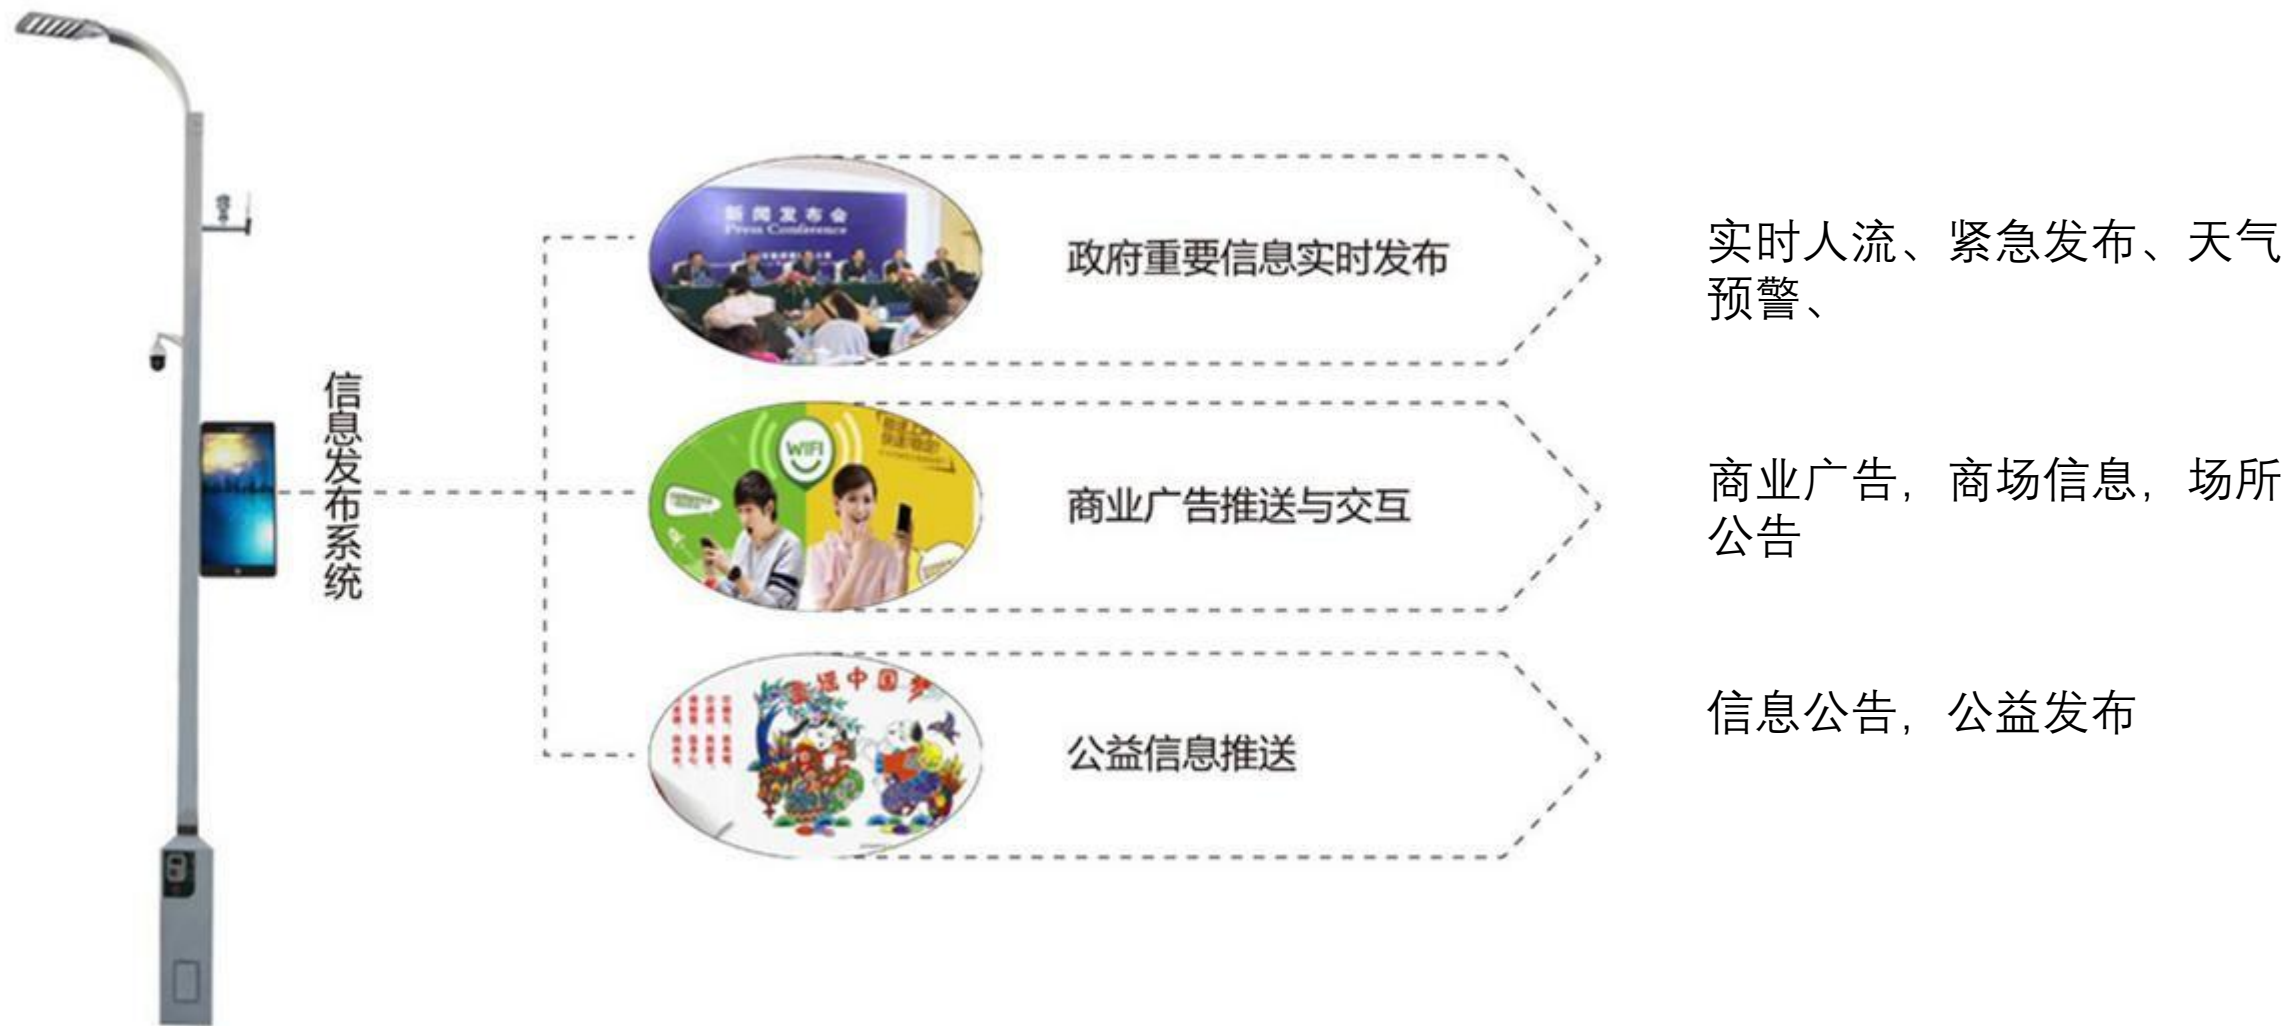 信息发布系统
新闻发布会
Press Conference
政府重要信息实时发布
实时人流、紧急发布、天气
预警、
WIFI
商业广告推送与交互
商业广告，商场信息，场所
公告
中国梦
公益信息推送
信息公告，公益发布